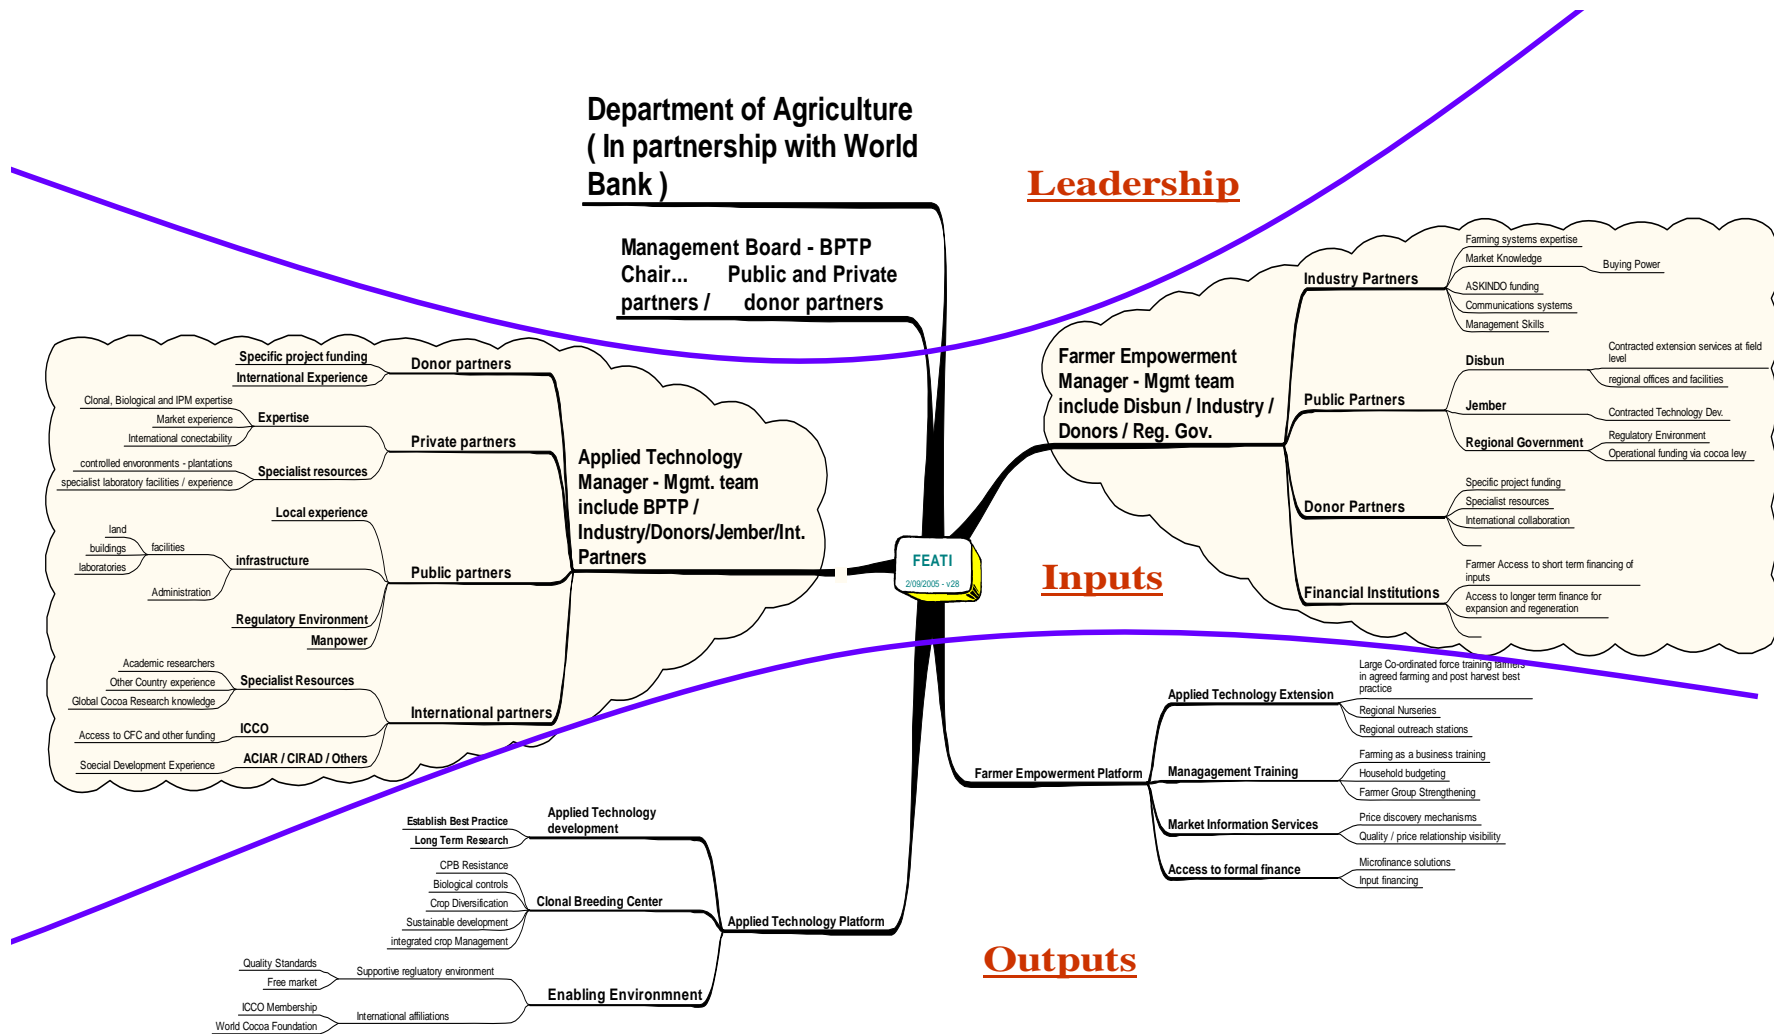 Department of Agriculture
( In partnership with World
Bank )
Leadership
Management Board - BPTP
Chair... Public and Private
partners / donor partners
Applied Technology
Manager - Mgmt. team
include BPTP /
Industry/Donors/Jember/Int.
Partners
Donor partners
Specific project funding
International Experience
Private partners
Expertise
Clonal, Biological and IPM expertise
Market experience
International conectability
Specialist resources
controlled envoronments - plantations
specialist laboratory facilities / experience
Public partners
Local experience
infrastructure
facilities
land
buildings
laboratories
Administration
Regulatory Environment
Manpower
International partners
Specialist Resources
Academic researchers
Other Country experience
Global Cocoa Research knowledge
ICCO
Access to CFC and other funding
ACIAR / CIRAD / Others
Soecial Development Experience
Farmer Empowerment
Manager - Mgmt team
include Disbun / Industry /
Donors / Reg. Gov.
Industry Partners
Farming systems expertise
Market Knowledge
Buying Power
ASKINDO funding
Communications systems
Management Skills
Public Partners
Disbun
Contracted extension services at field
level
regional offices and facilities
Jember
Contracted Technology Dev.
Regional Government
Regulatory Environment
Operational funding via cocoa levy
Donor Partners
Specific project funding
Specialist resources
International collaboration
Financial Institutions
Farmer Access to short term financing of
inputs
Access to longer term finance for
expansion and regeneration
FEATI
2/09/2005 - v28
Inputs
Farmer Empowerment Platform
Applied Technology Extension
Large Co-ordinated force training farmers
in agreed farming and post harvest best
practice
Regional Nurseries
Regional outreach stations
Managagement Training
Farming as a business training
Household budgeting
Farmer Group Strengthening
Market Information Services
Price discovery mechanisms
Quality / price relationship visibility
Access to formal finance
Microfinance solutions
Input financing
Applied Technology Platform
Applied Technology
development
Establish Best Practice
Long Term Research
Clonal Breeding Center
CPB Resistance
Biological controls
Crop Diversification
Sustainable development
integrated crop Management
Enabling Environmnent
Supportive regluatory environment
Quality Standards
Free market
International affiliations
ICCO Membership
World Cocoa Foundation
Outputs